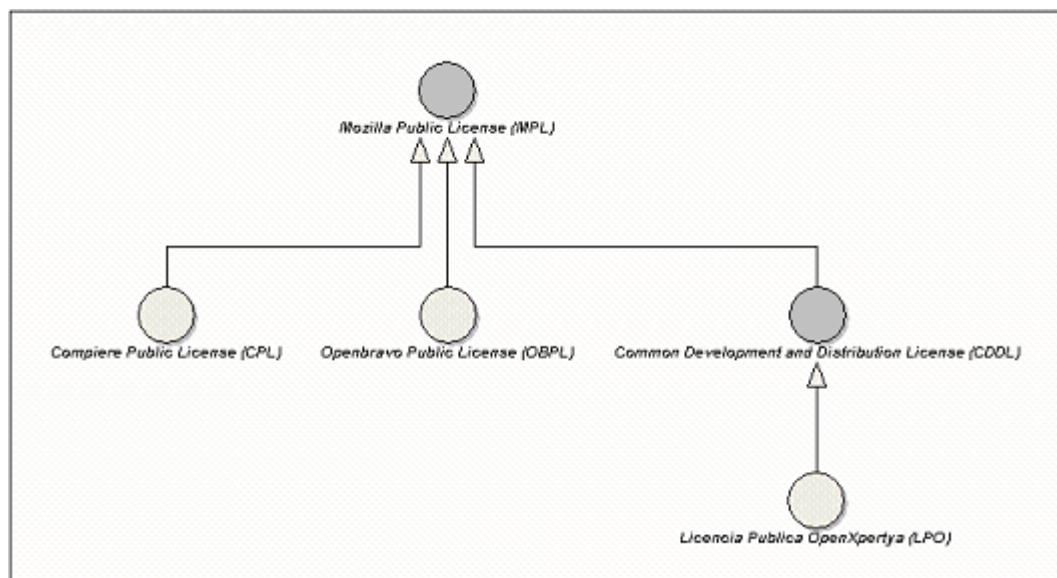 Mozilla Public License (MPL)
Compiere Public License (CPL)
Openbravo Public License (OBPL)
Common Development and Distribution License (CDDL)
Licencia Publica OpenXpertya (LPO)